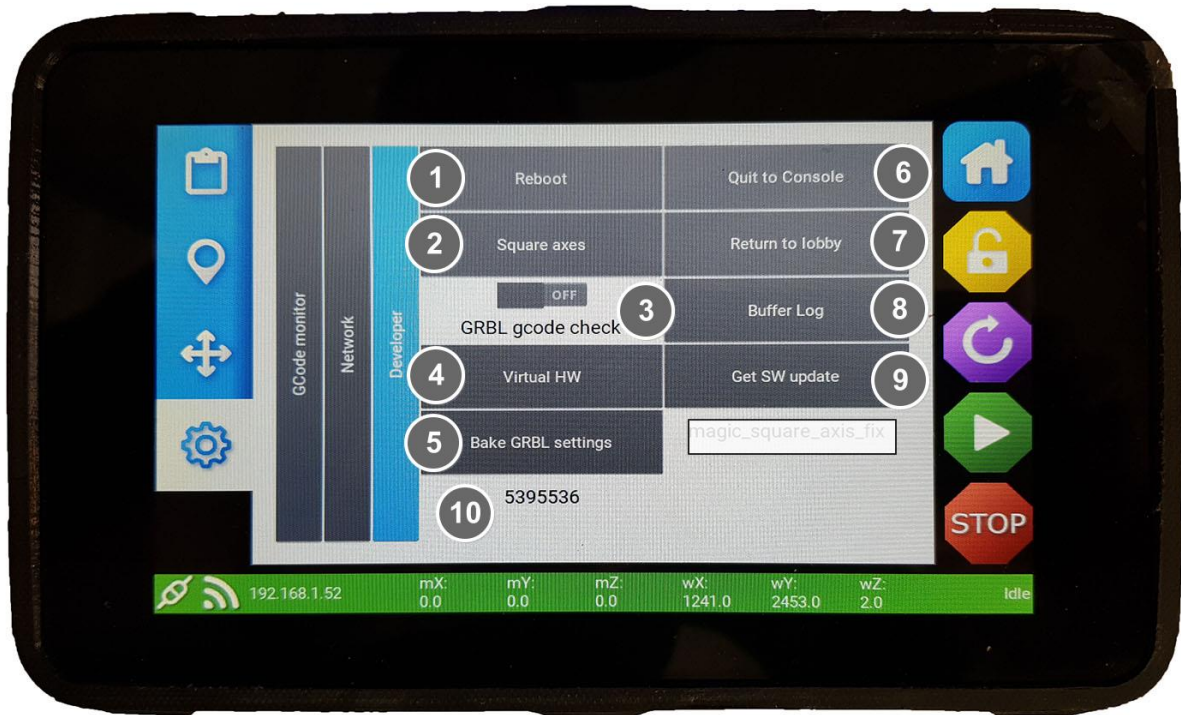 1 Reboot
Quit to Console 6
2 Square axes
Return to lobby 7
OFF
GRBL gcode check 3
Buffer Log 8
4 Virtual HW
Get SW update 9
5 Bake GRBL settings
magic_square_axis_fix
10 5395536
GCode monitor
Network
Developer
STOP
192.168.1.52
mX: mY: mZ: wX: wY: wZ:
0.0 0.0 0.0 1241.0 2453.0 2.0
Idle